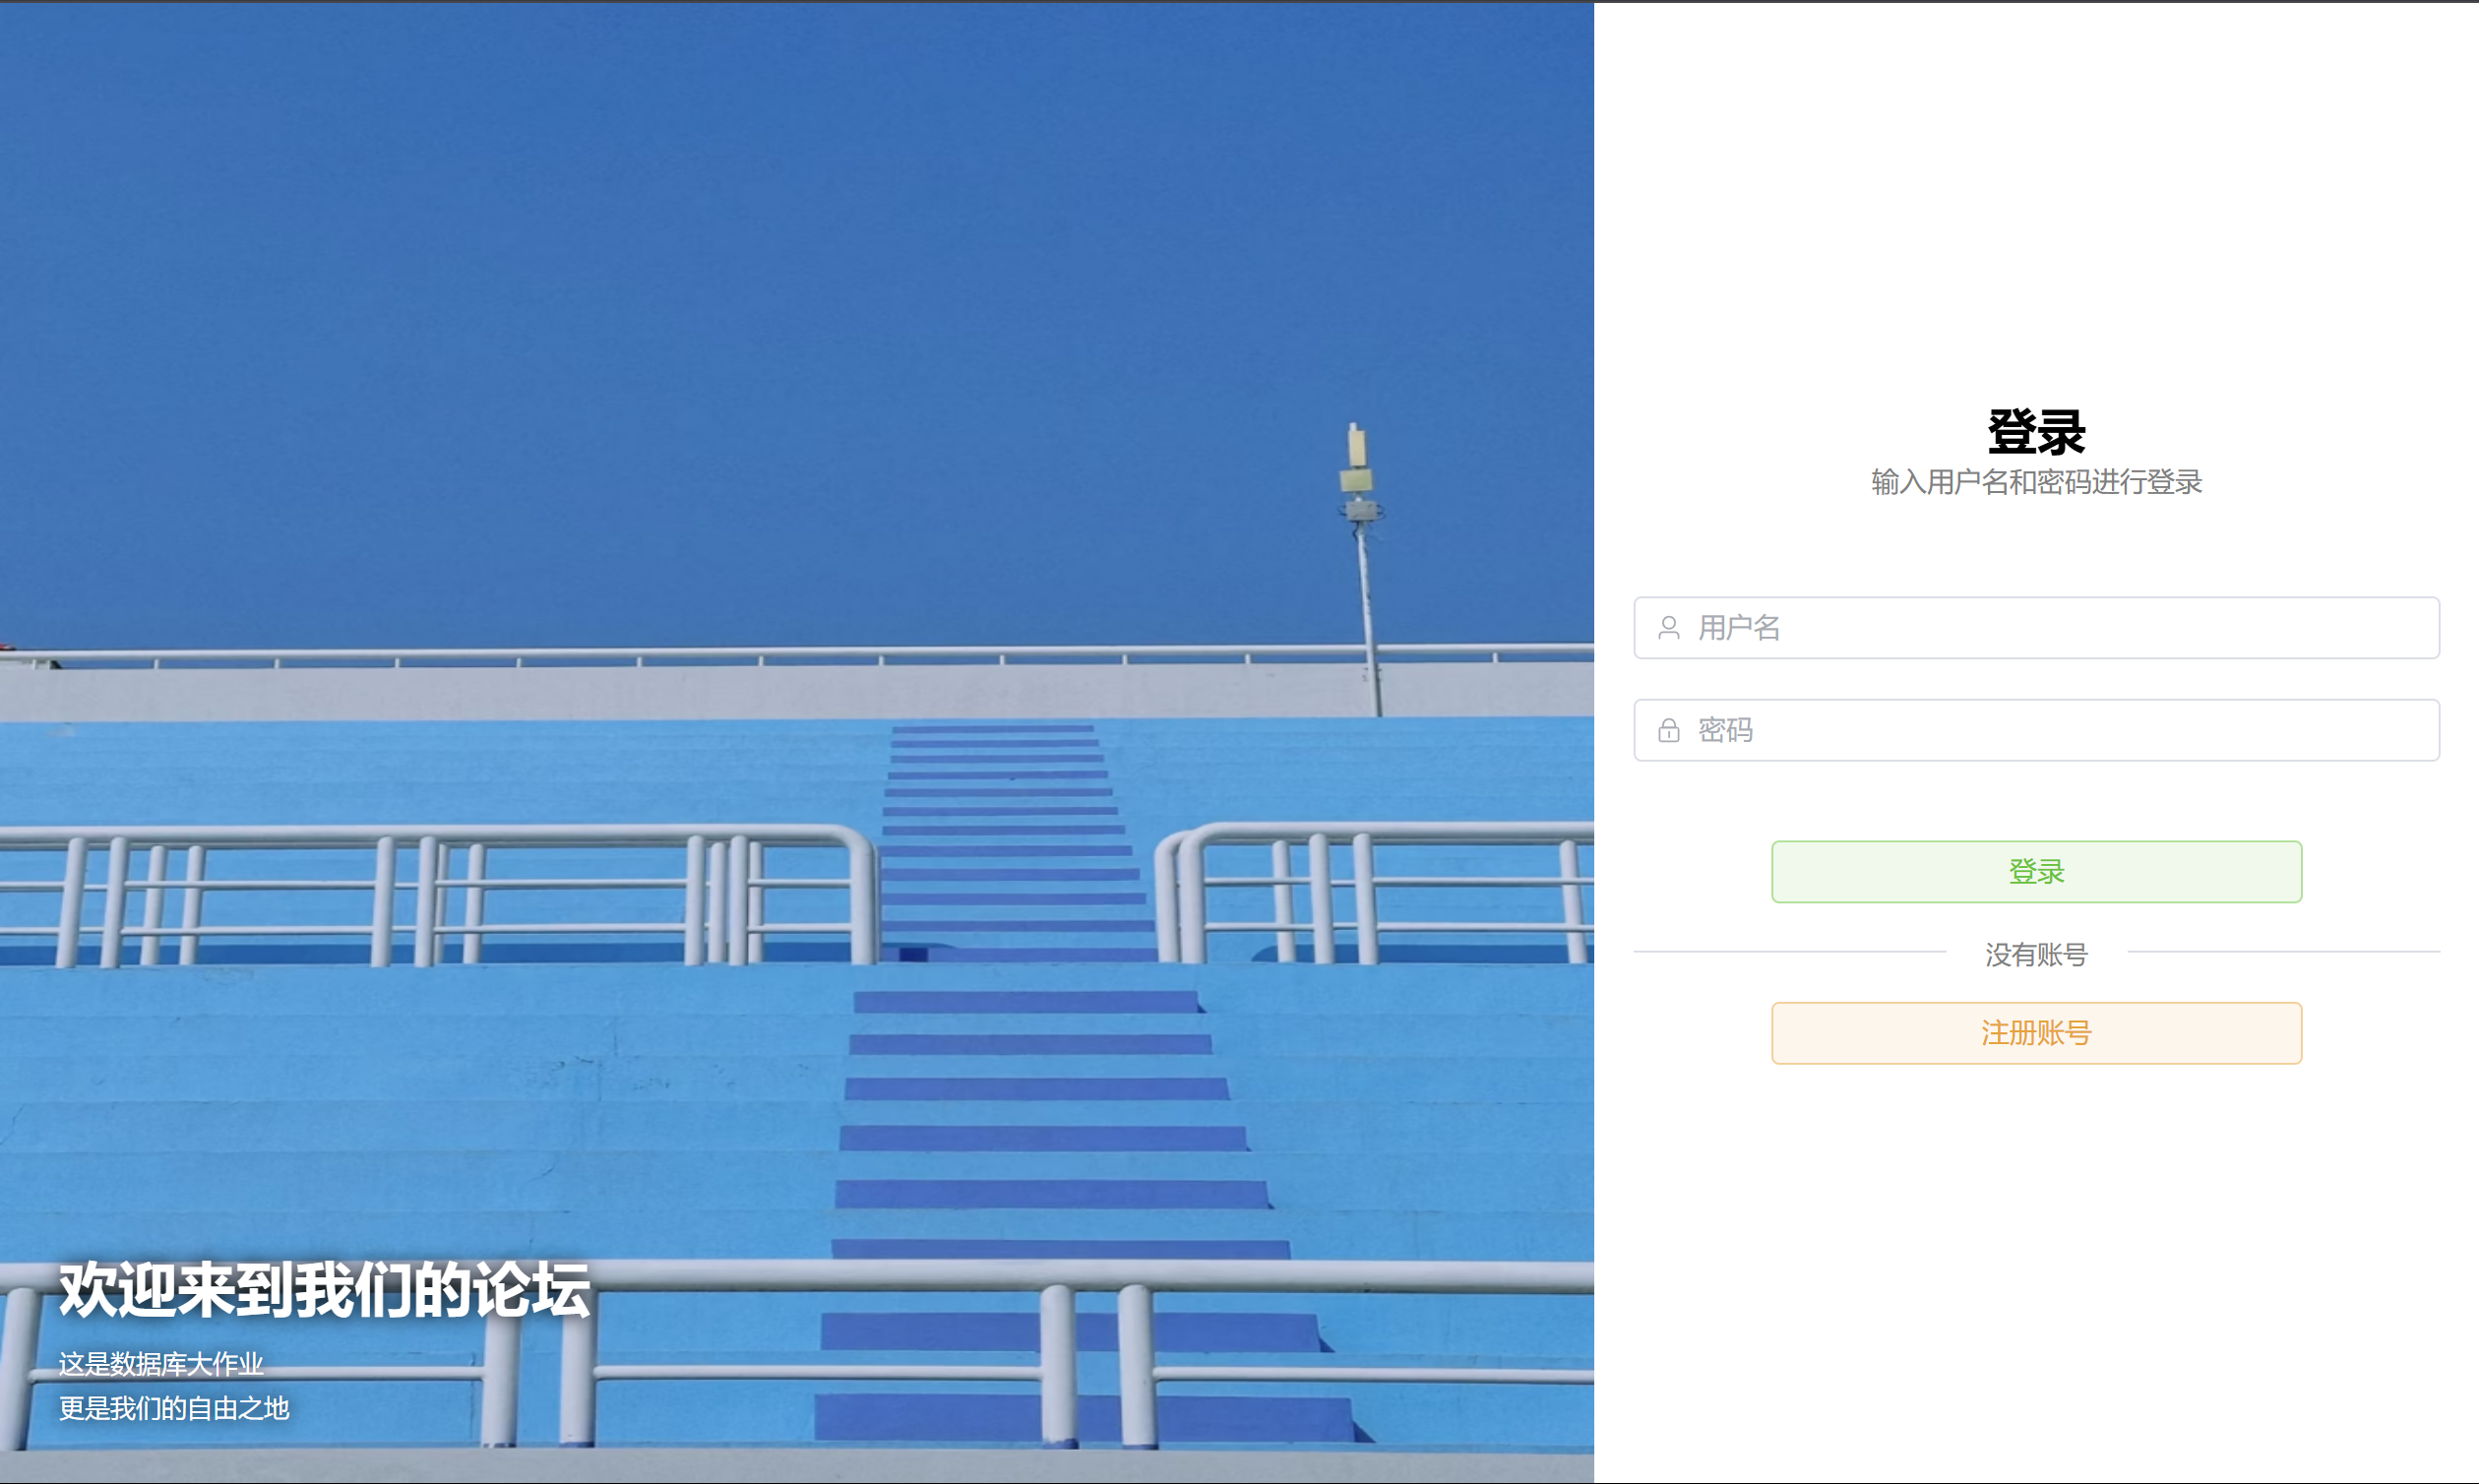 欢迎来到我们的论坛
这是数据库大作业
更是我们的自由之地
登录
输入用户名和密码进行登录
用户名
密码
登录
没有账号
注册账号